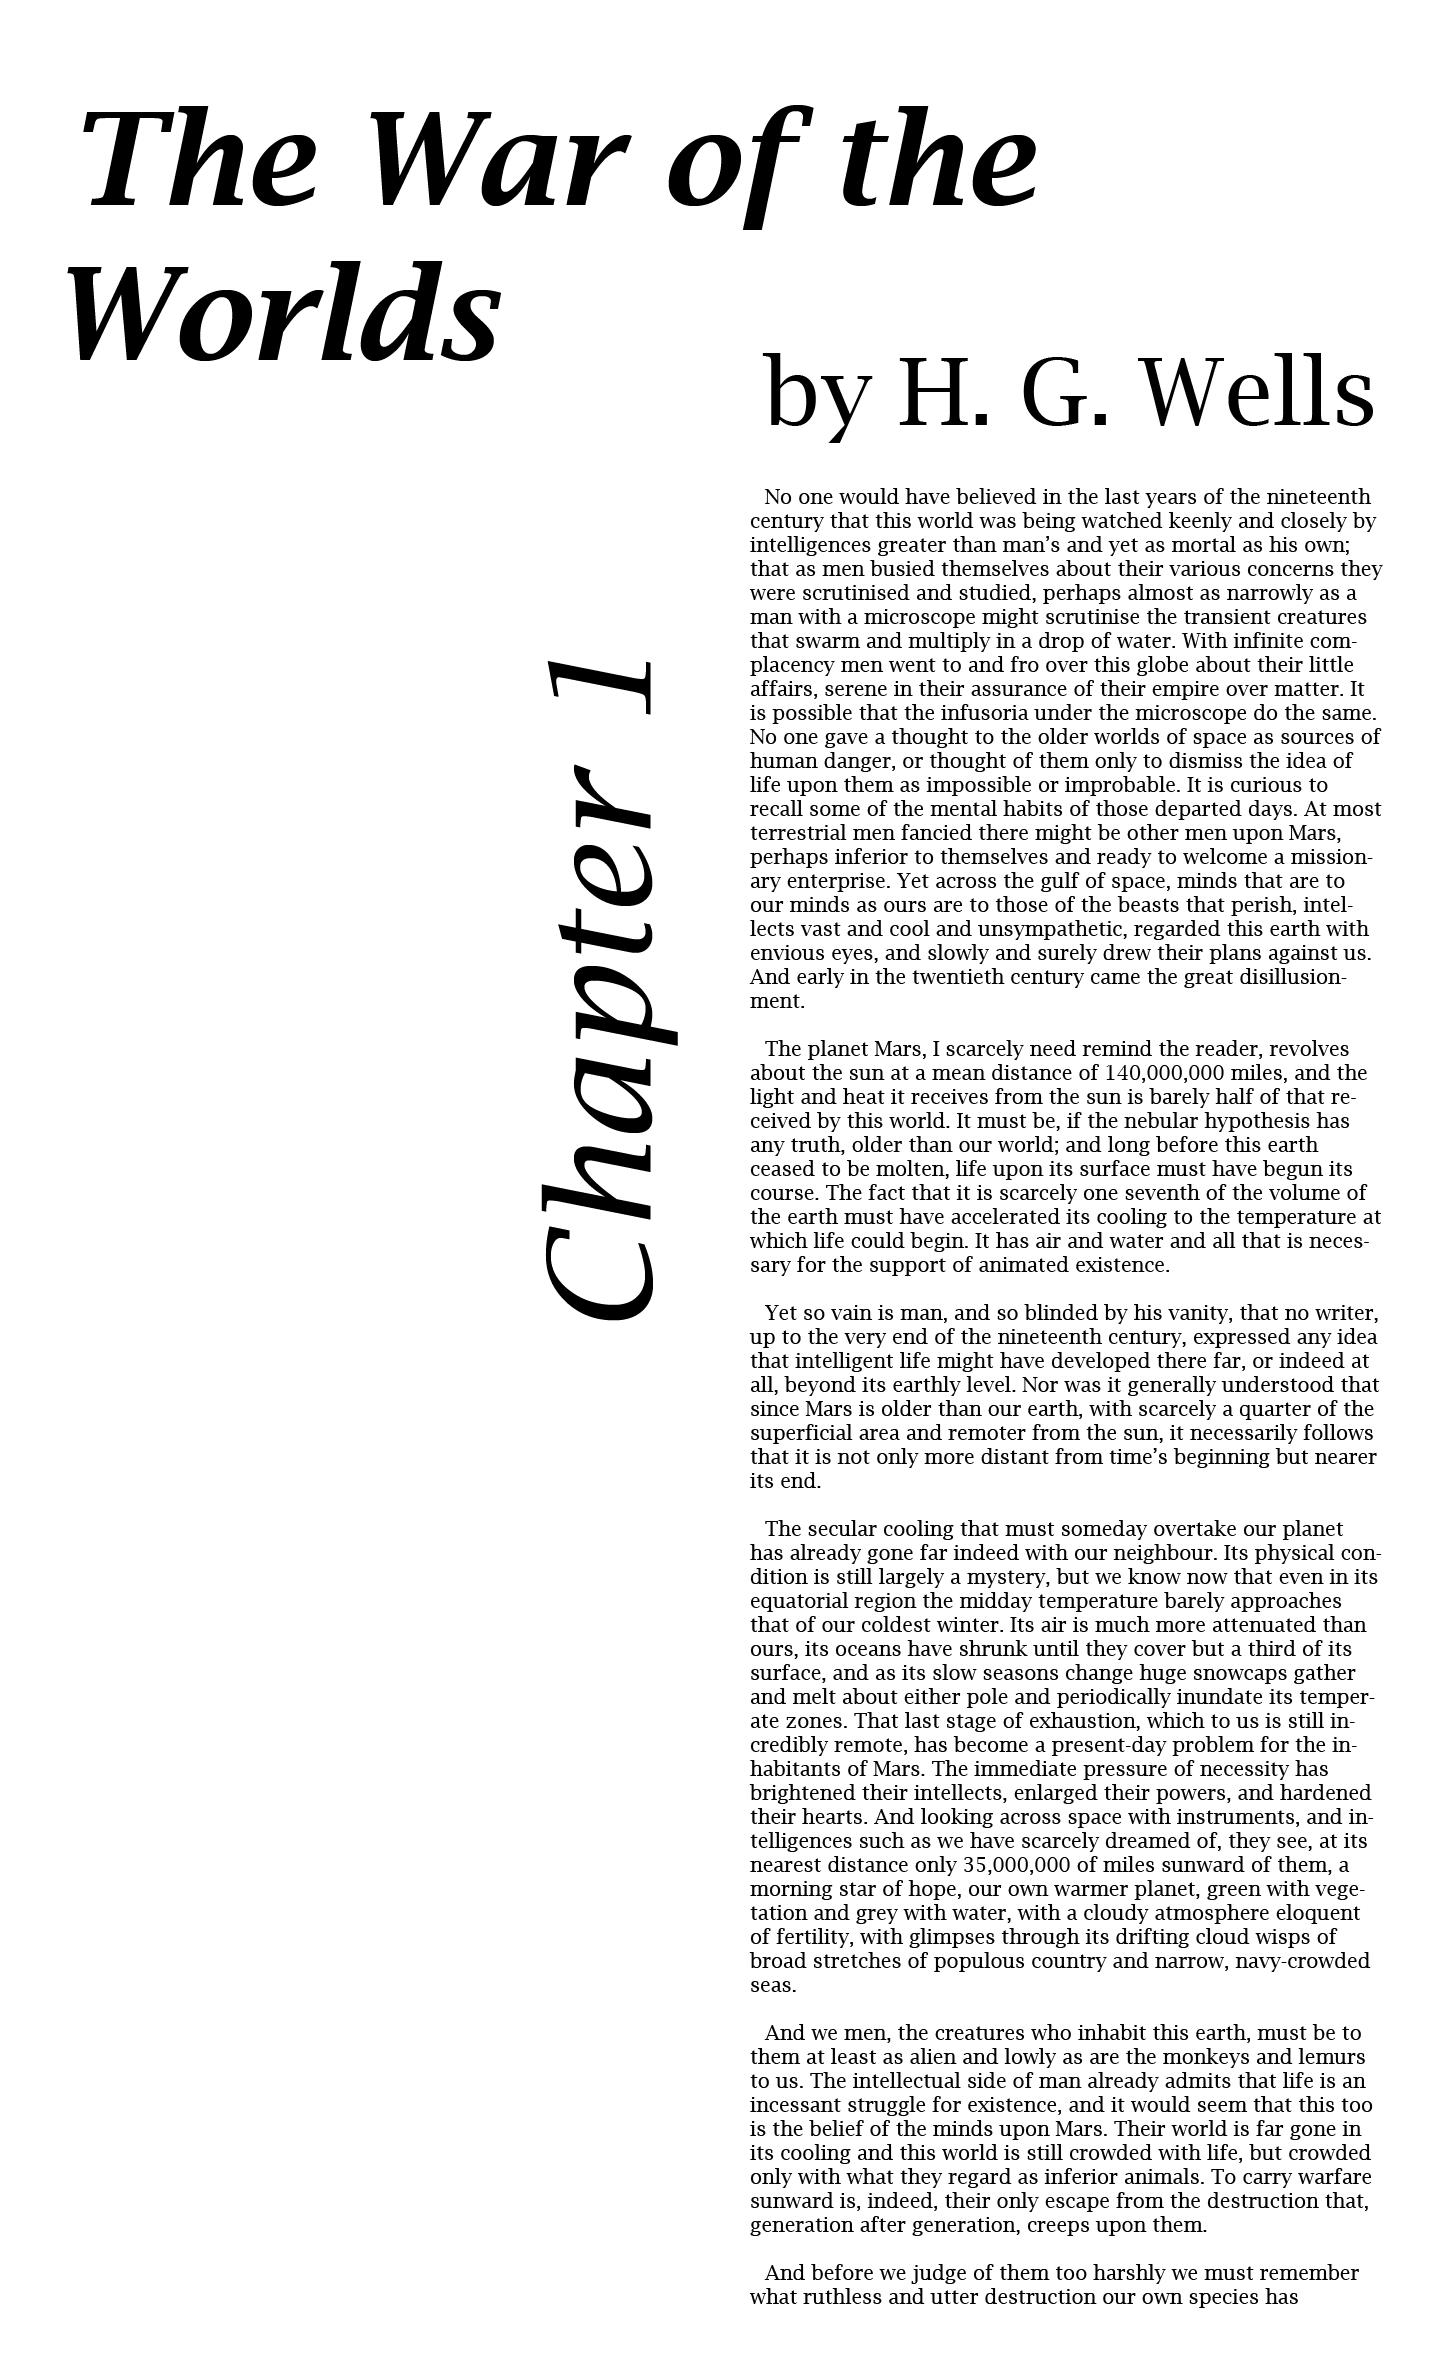 The War of the
Worlds
by H. G. Wells
Chapter 1
No one would have believed in the last years of the nineteenth
century that this world was being watched keenly and closely by
intelligences greater than man’s and yet as mortal as his own;
that as men busied themselves about their various concerns they
were scrutinised and studied, perhaps almost as narrowly as a
man with a microscope might scrutinise the transient creatures
that swarm and multiply in a drop of water. With infinite com-
placency men went to and fro over this globe about their little
affairs, serene in their assurance of their empire over matter. It
is possible that the infusoria under the microscope do the same.
No one gave a thought to the older worlds of space as sources of
human danger, or thought of them only to dismiss the idea of
life upon them as impossible or improbable. It is curious to
recall some of the mental habits of those departed days. At most
terrestrial men fancied there might be other men upon Mars,
perhaps inferior to themselves and ready to welcome a mission-
ary enterprise. Yet across the gulf of space, minds that are to
our minds as ours are to those of the beasts that perish, intel-
lects vast and cool and unsympathetic, regarded this earth with
envious eyes, and slowly and surely drew their plans against us.
And early in the twentieth century came the great disillusion-
ment.
The planet Mars, I scarcely need remind the reader, revolves
about the sun at a mean distance of 140,000,000 miles, and the
light and heat it receives from the sun is barely half of that re-
ceived by this world. It must be, if the nebular hypothesis has
any truth, older than our world; and long before this earth
ceased to be molten, life upon its surface must have begun its
course. The fact that it is scarcely one seventh of the volume of
the earth must have accelerated its cooling to the temperature at
which life could begin. It has air and water and all that is neces-
sary for the support of animated existence.
Yet so vain is man, and so blinded by his vanity, that no writer,
up to the very end of the nineteenth century, expressed any idea
that intelligent life might have developed there far, or indeed at
all, beyond its earthly level. Nor was it generally understood that
since Mars is older than our earth, with scarcely a quarter of the
superficial area and remoter from the sun, it necessarily follows
that it is not only more distant from time’s beginning but nearer
its end.
The secular cooling that must someday overtake our planet
has already gone far indeed with our neighbour. Its physical con-
dition is still largely a mystery, but we know now that even in its
equatorial region the midday temperature barely approaches
that of our coldest winter. Its air is much more attenuated than
ours, its oceans have shrunk until they cover but a third of its
surface, and as its slow seasons change huge snowcaps gather
and melt about either pole and periodically inundate its temper-
ate zones. That last stage of exhaustion, which to us is still in-
credibly remote, has become a present-day problem for the in-
habitants of Mars. The immediate pressure of necessity has
brightened their intellects, enlarged their powers, and hardened
their hearts. And looking across space with instruments, and in-
telligences such as we have scarcely dreamed of, they see, at its
nearest distance only 35,000,000 of miles sunward of them, a
morning star of hope, our own warmer planet, green with vege-
tation and grey with water, with a cloudy atmosphere eloquent
of fertility, with glimpses through its drifting cloud wisps of
broad stretches of populous country and narrow, navy-crowded
seas.
And we men, the creatures who inhabit this earth, must be to
them at least as alien and lowly as are the monkeys and lemurs
to us. The intellectual side of man already admits that life is an
incessant struggle for existence, and it would seem that this too
is the belief of the minds upon Mars. Their world is far gone in
its cooling and this world is still crowded with life, but crowded
only with what they regard as inferior animals. To carry warfare
sunward is, indeed, their only escape from the destruction that,
generation after generation, creeps upon them.
And before we judge of them too harshly we must remember
what ruthless and utter destruction our own species has